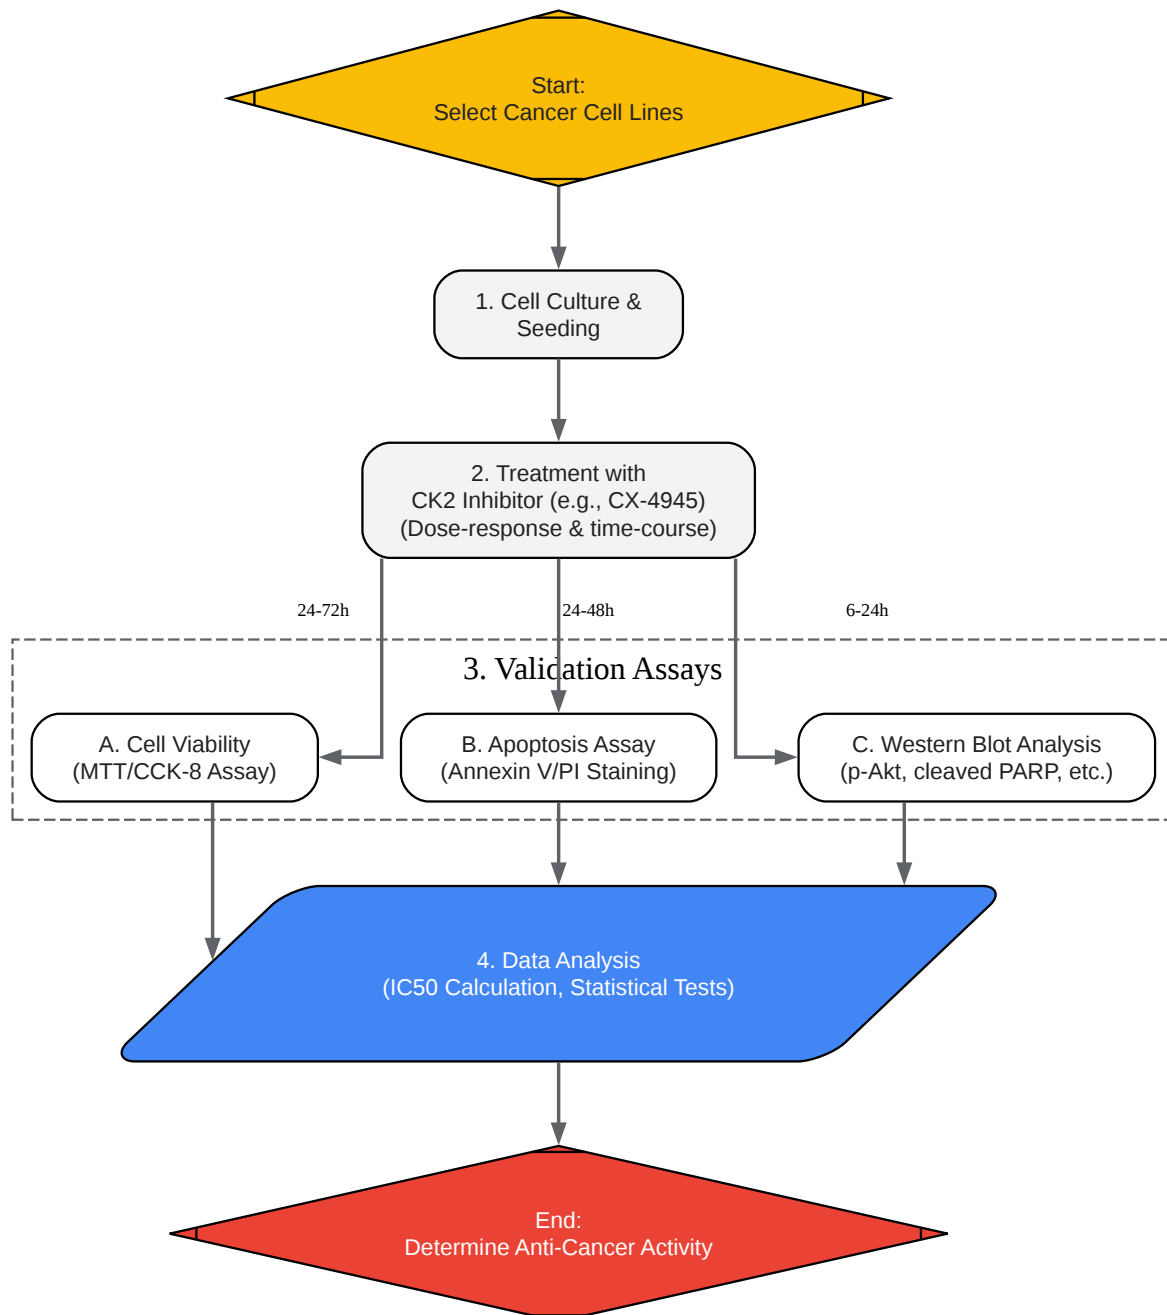 Start:
Select Cancer Cell Lines
1. Cell Culture &
Seeding
2. Treatment with
CK2 Inhibitor (e.g., CX-4945)
(Dose-response & time-course)
24-72h
24-48h
6-24h
3. Validation Assays
A. Cell Viability
(MTT/CCK-8 Assay)
B. Apoptosis Assay
(Annexin V/PI Staining)
C. Western Blot Analysis
(p-Akt, cleaved PARP, etc.)
4. Data Analysis
(IC50 Calculation, Statistical Tests)
End:
Determine Anti-Cancer Activity